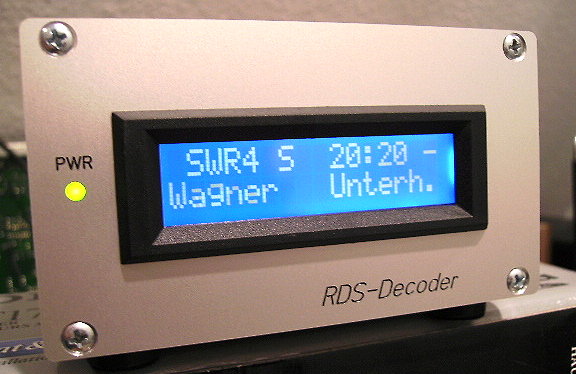 PWR
SWR4 S 20:20 -
Wagner Unterh.
RDS-Decoder